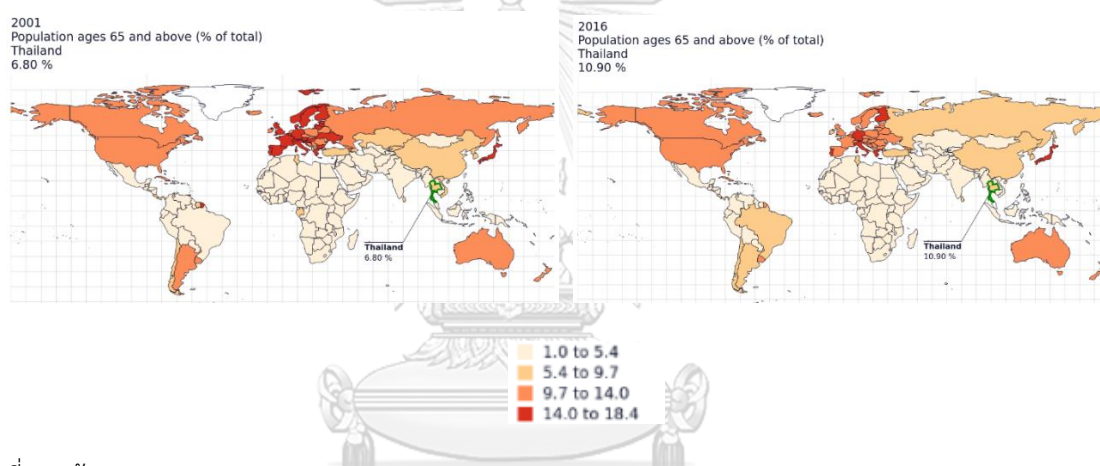 2001
Population ages 65 and above (% of total)
Thailand
6.80 %
Thailand
6.80 %
2016
Population ages 65 and above (% of total)
Thailand
10.90 %
Thailand
10.90 %
1.0 to 5.4
5.4 to 9.7
9.7 to 14.0
14.0 to 18.4